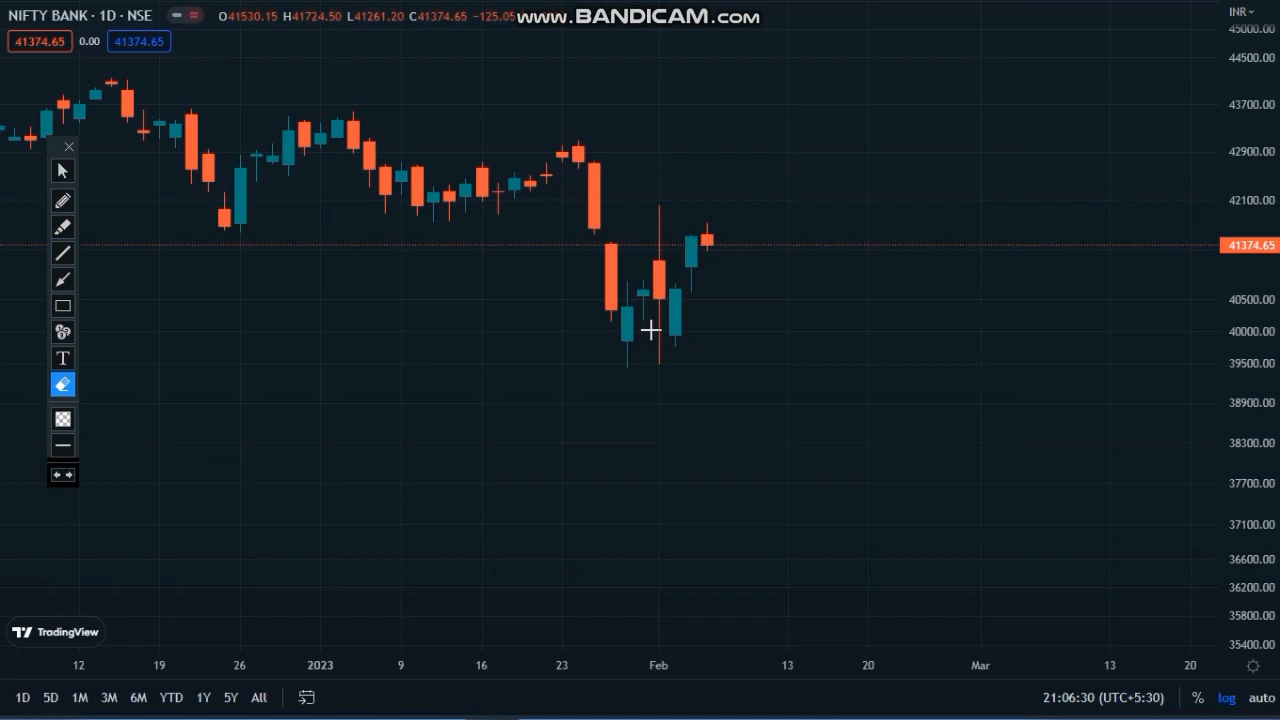 NIFTY BANK · 1D · NSE O41530.15 H41724.50 L41261.20 C41374.65 −125.05
www.BANDICAM.com
INR
41374.65 0.00 41374.65
45000.00
44500.00
43700.00
42900.00
42100.00
41374.65
40500.00
40000.00
39500.00
38900.00
38300.00
37700.00
37100.00
36600.00
36200.00
35800.00
35400.00
T
TradingView
12 19 26 2023 9 16 23 Feb 13 20 Mar 13 20
1D 5D 1M 3M 6M YTD 1Y 5Y All 21:06:30 (UTC+5:30) % log auto